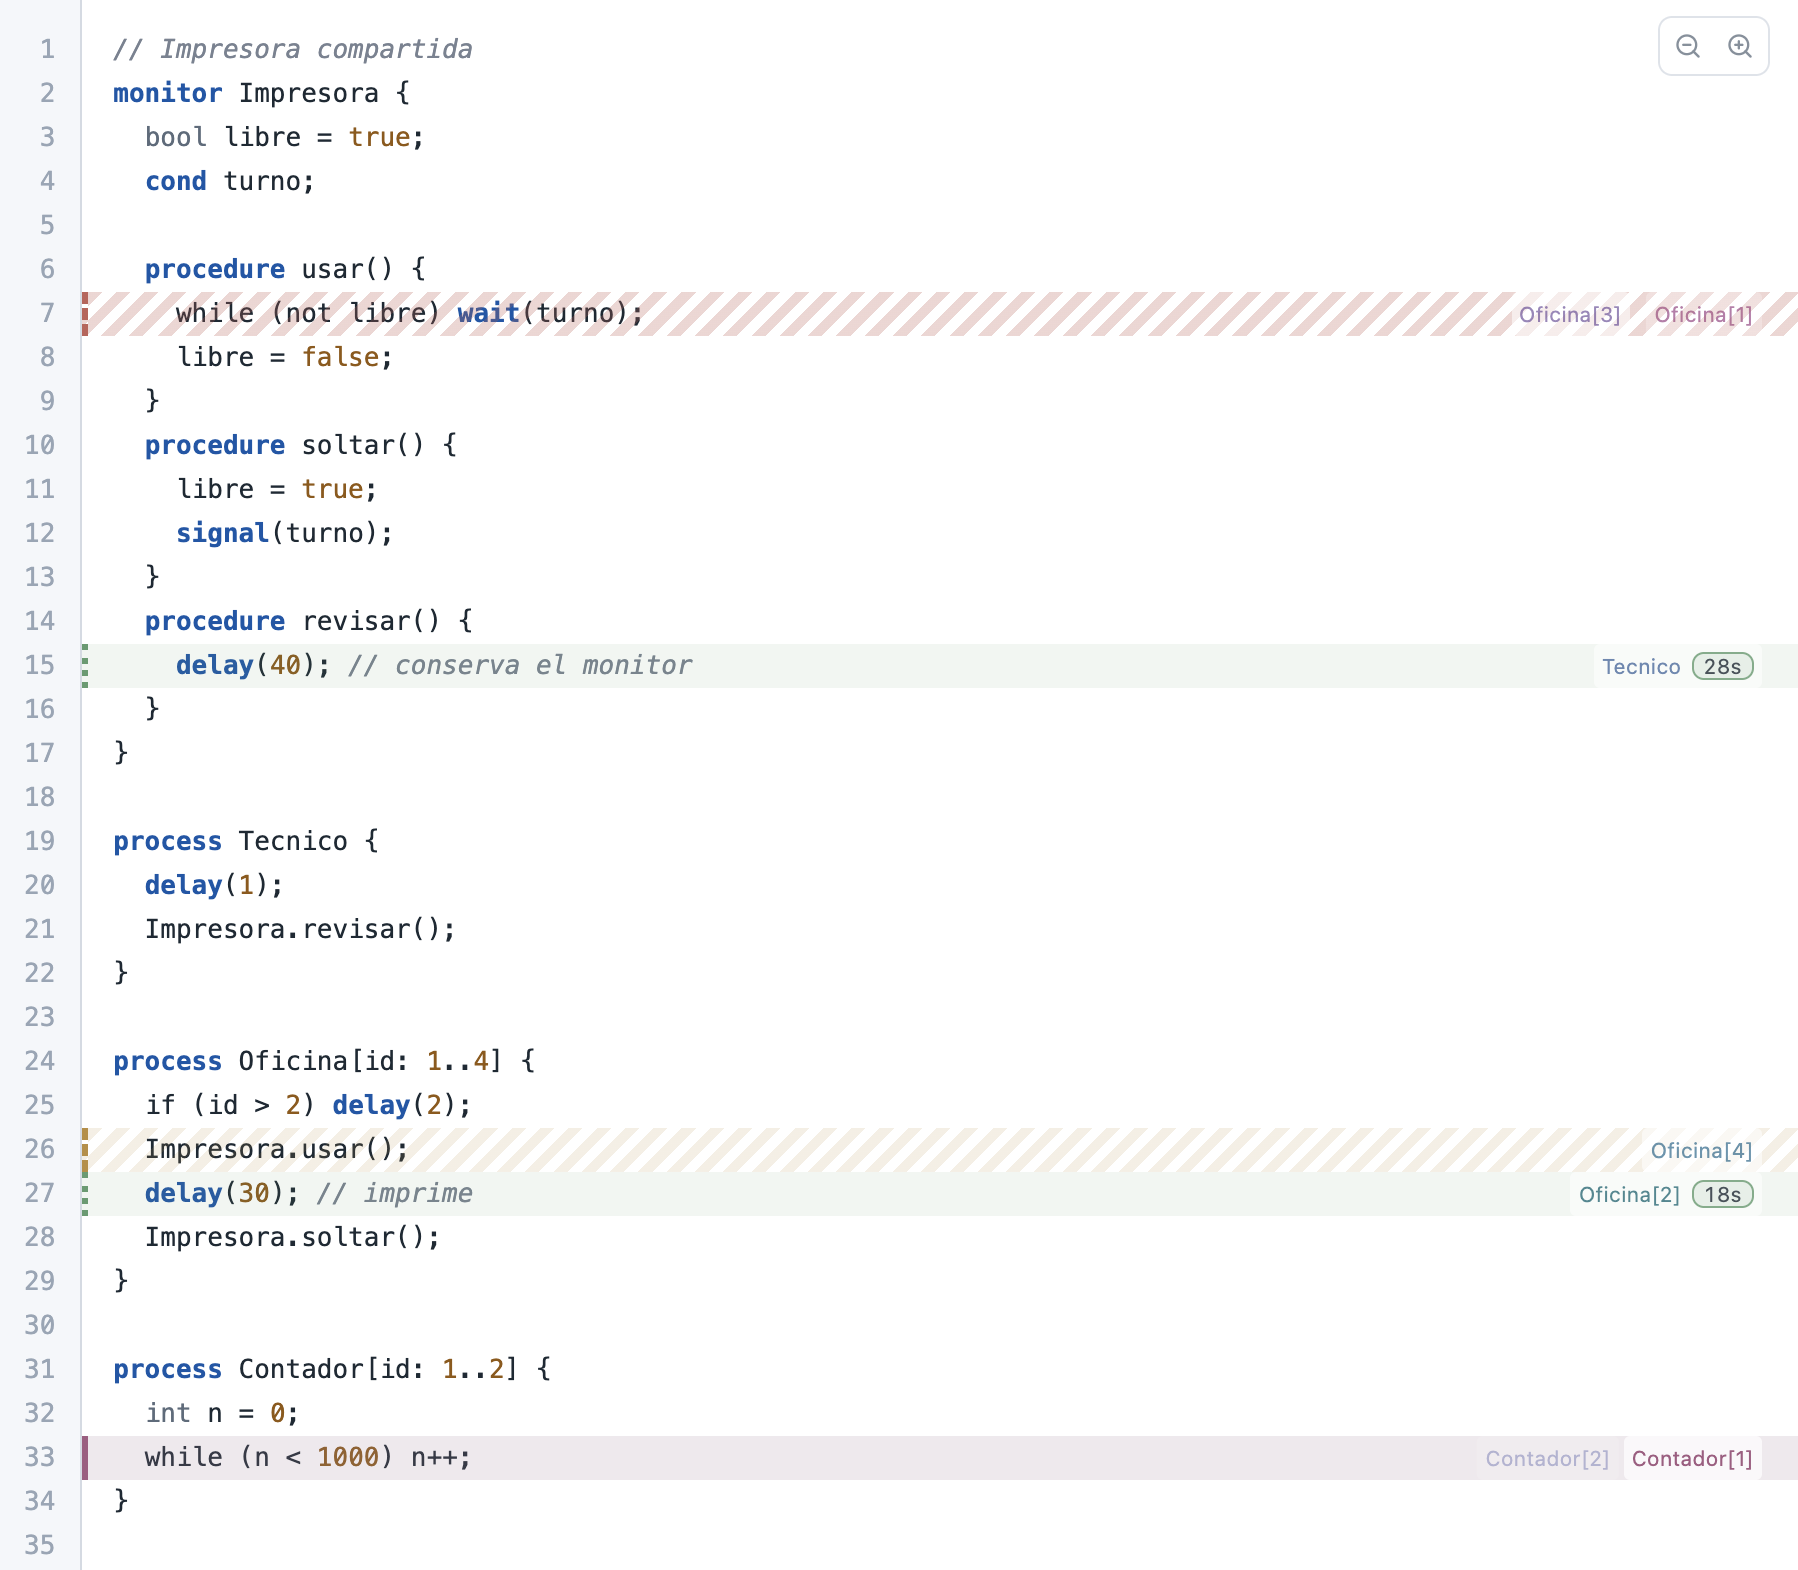 1 // Impresora compartida
2 monitor Impresora {
3 bool libre = true;
4 cond turno;
5
6 procedure usar() {
7 while (not libre) wait(turno); Oficina[3] Oficina[1]
8 libre = false;
9 }
10 procedure soltar() {
11 libre = true;
12 signal(turno);
13 }
14 procedure revisar() {
15 delay(40); // conserva el monitor Tecnico 28s
16 }
17 }
18
19 process Tecnico {
20 delay(1);
21 Impresora.revisar();
22 }
23
24 process Oficina[id: 1..4] {
25 if (id > 2) delay(2);
26 Impresora.usar(); Oficina[4]
27 delay(30); // imprime Oficina[2] 18s
28 Impresora.soltar();
29 }
30
31 process Contador[id: 1..2] {
32 int n = 0;
33 while (n < 1000) n++; Contador[2] Contador[1]
34 }
35